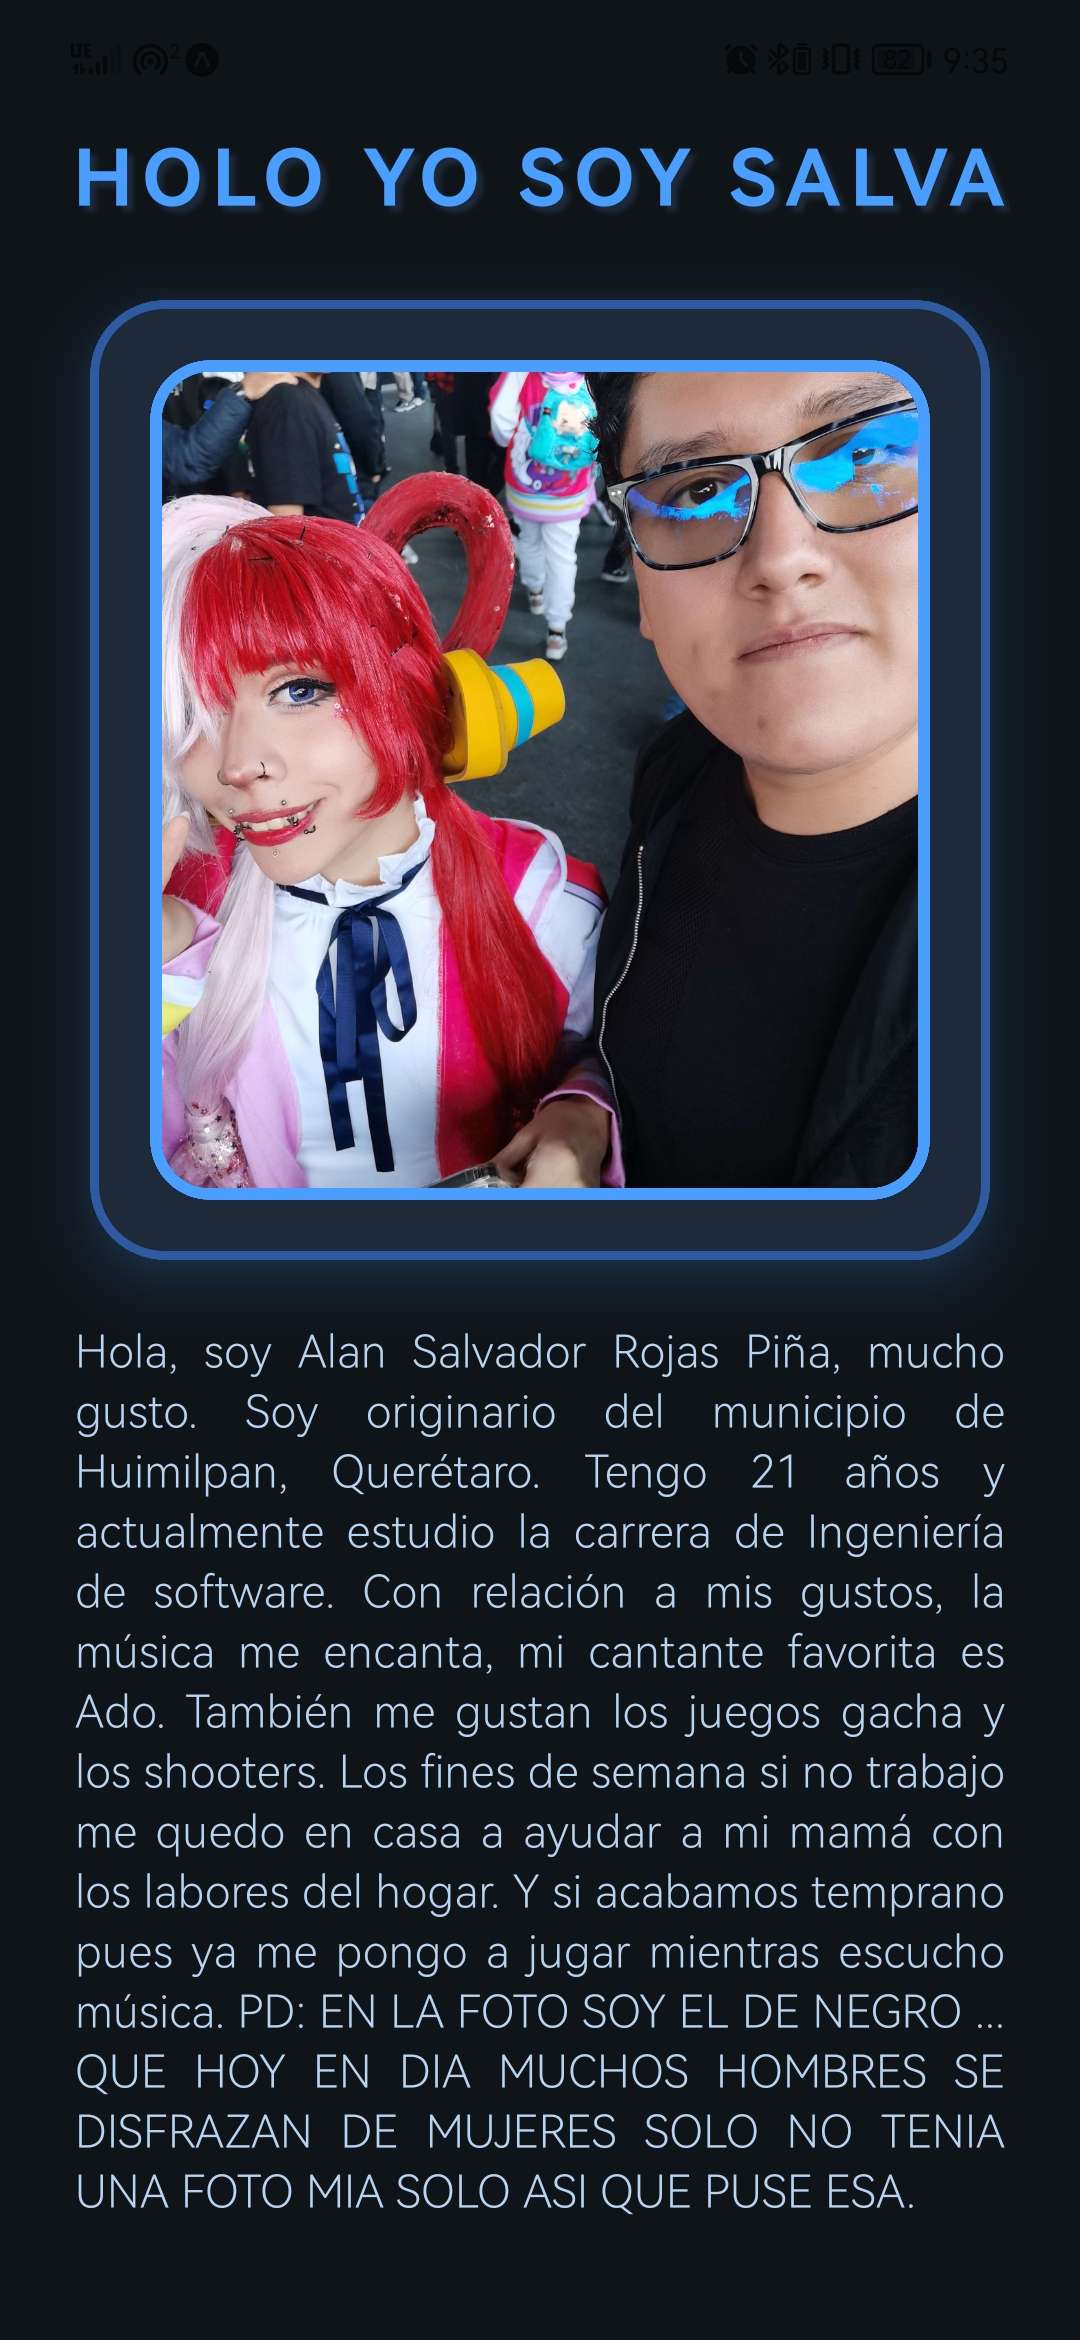 LTE
2
82
9:35
HOLO YO SOY SALVA
Hola, soy Alan Salvador Rojas Piña, mucho
gusto. Soy originario del municipio de
Huimilpan, Querétaro. Tengo 21 años y
actualmente estudio la carrera de Ingeniería
de software. Con relación a mis gustos, la
música me encanta, mi cantante favorita es
Ado. También me gustan los juegos gacha y
los shooters. Los fines de semana si no trabajo
me quedo en casa a ayudar a mi mamá con
los labores del hogar. Y si acabamos temprano
pues ya me pongo a jugar mientras escucho
música. PD: EN LA FOTO SOY EL DE NEGRO ...
QUE HOY EN DIA MUCHOS HOMBRES SE
DISFRAZAN DE MUJERES SOLO NO TENIA
UNA FOTO MIA SOLO ASI QUE PUSE ESA.